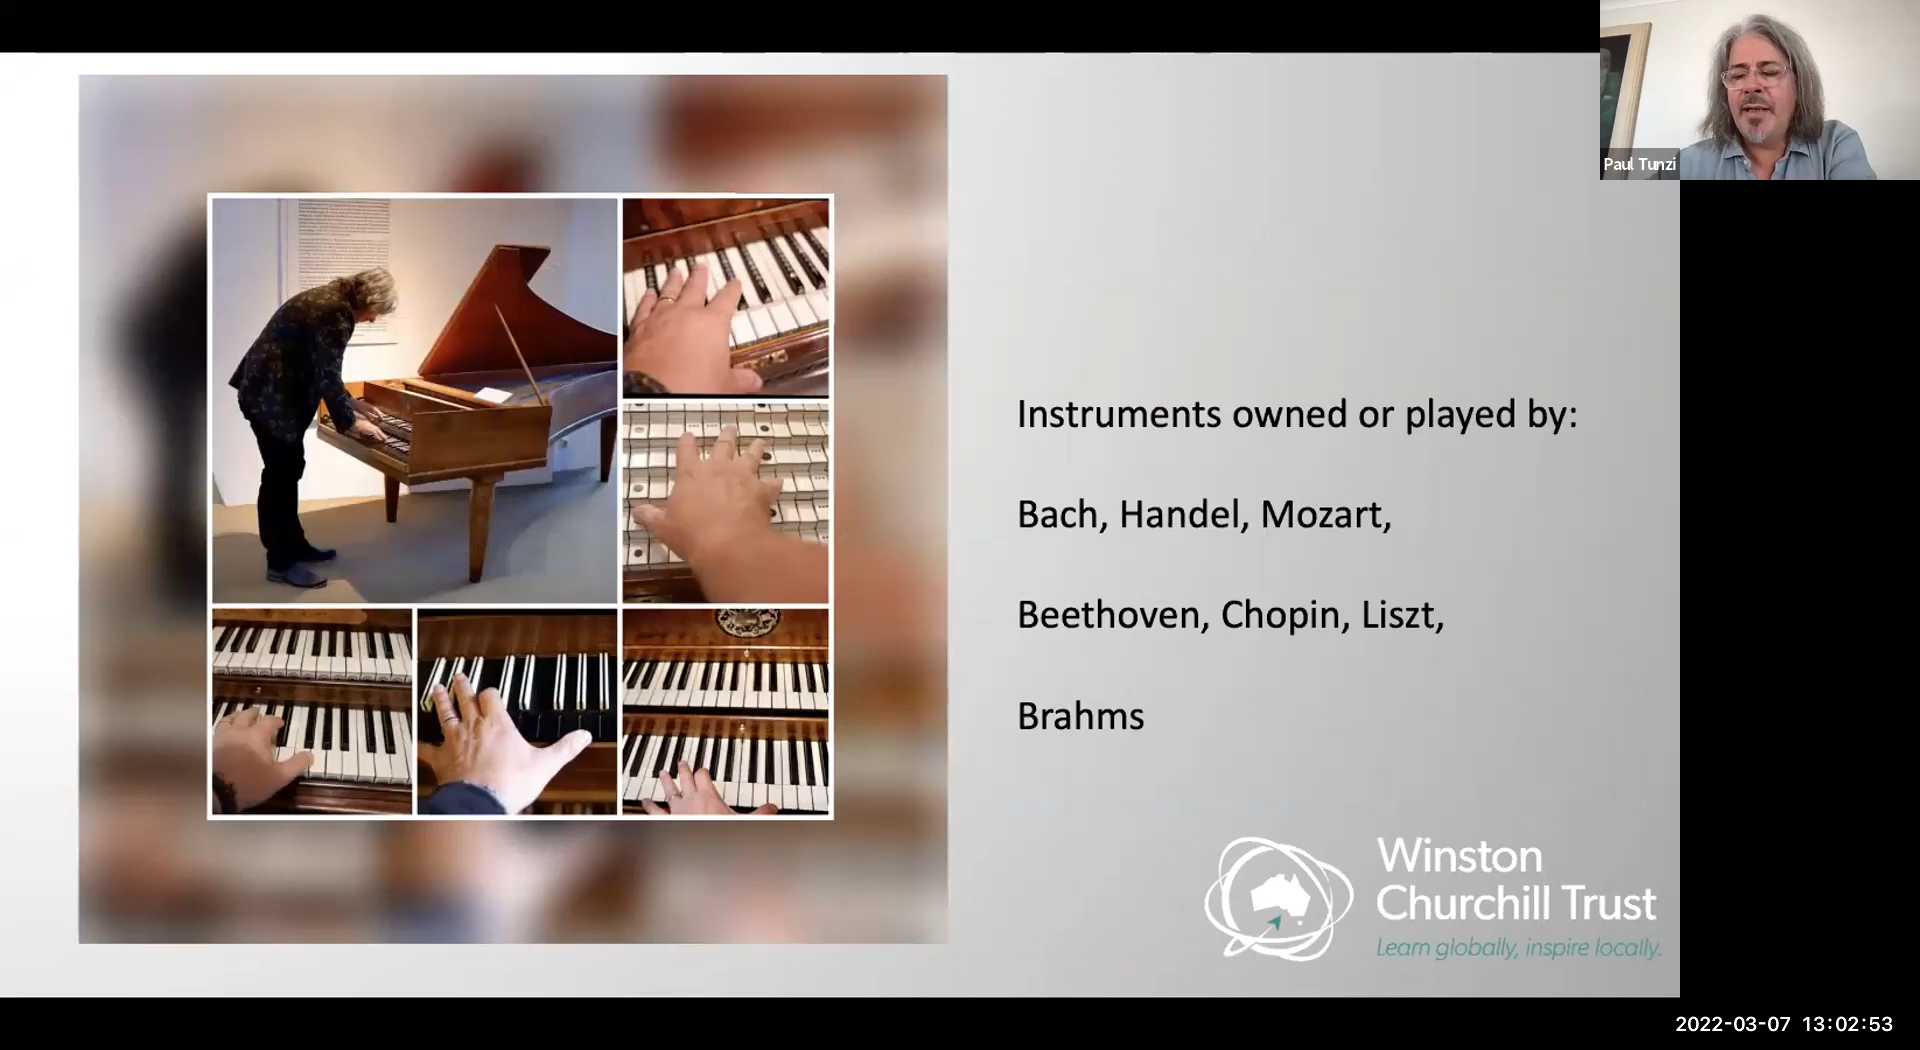 Paul Tunzi
Instruments owned or played by:
Bach, Handel, Mozart,
Beethoven, Chopin, Liszt,
Brahms
Winston
Churchill Trust
Learn globally, inspire locally.
2022-03-07 13:02:53